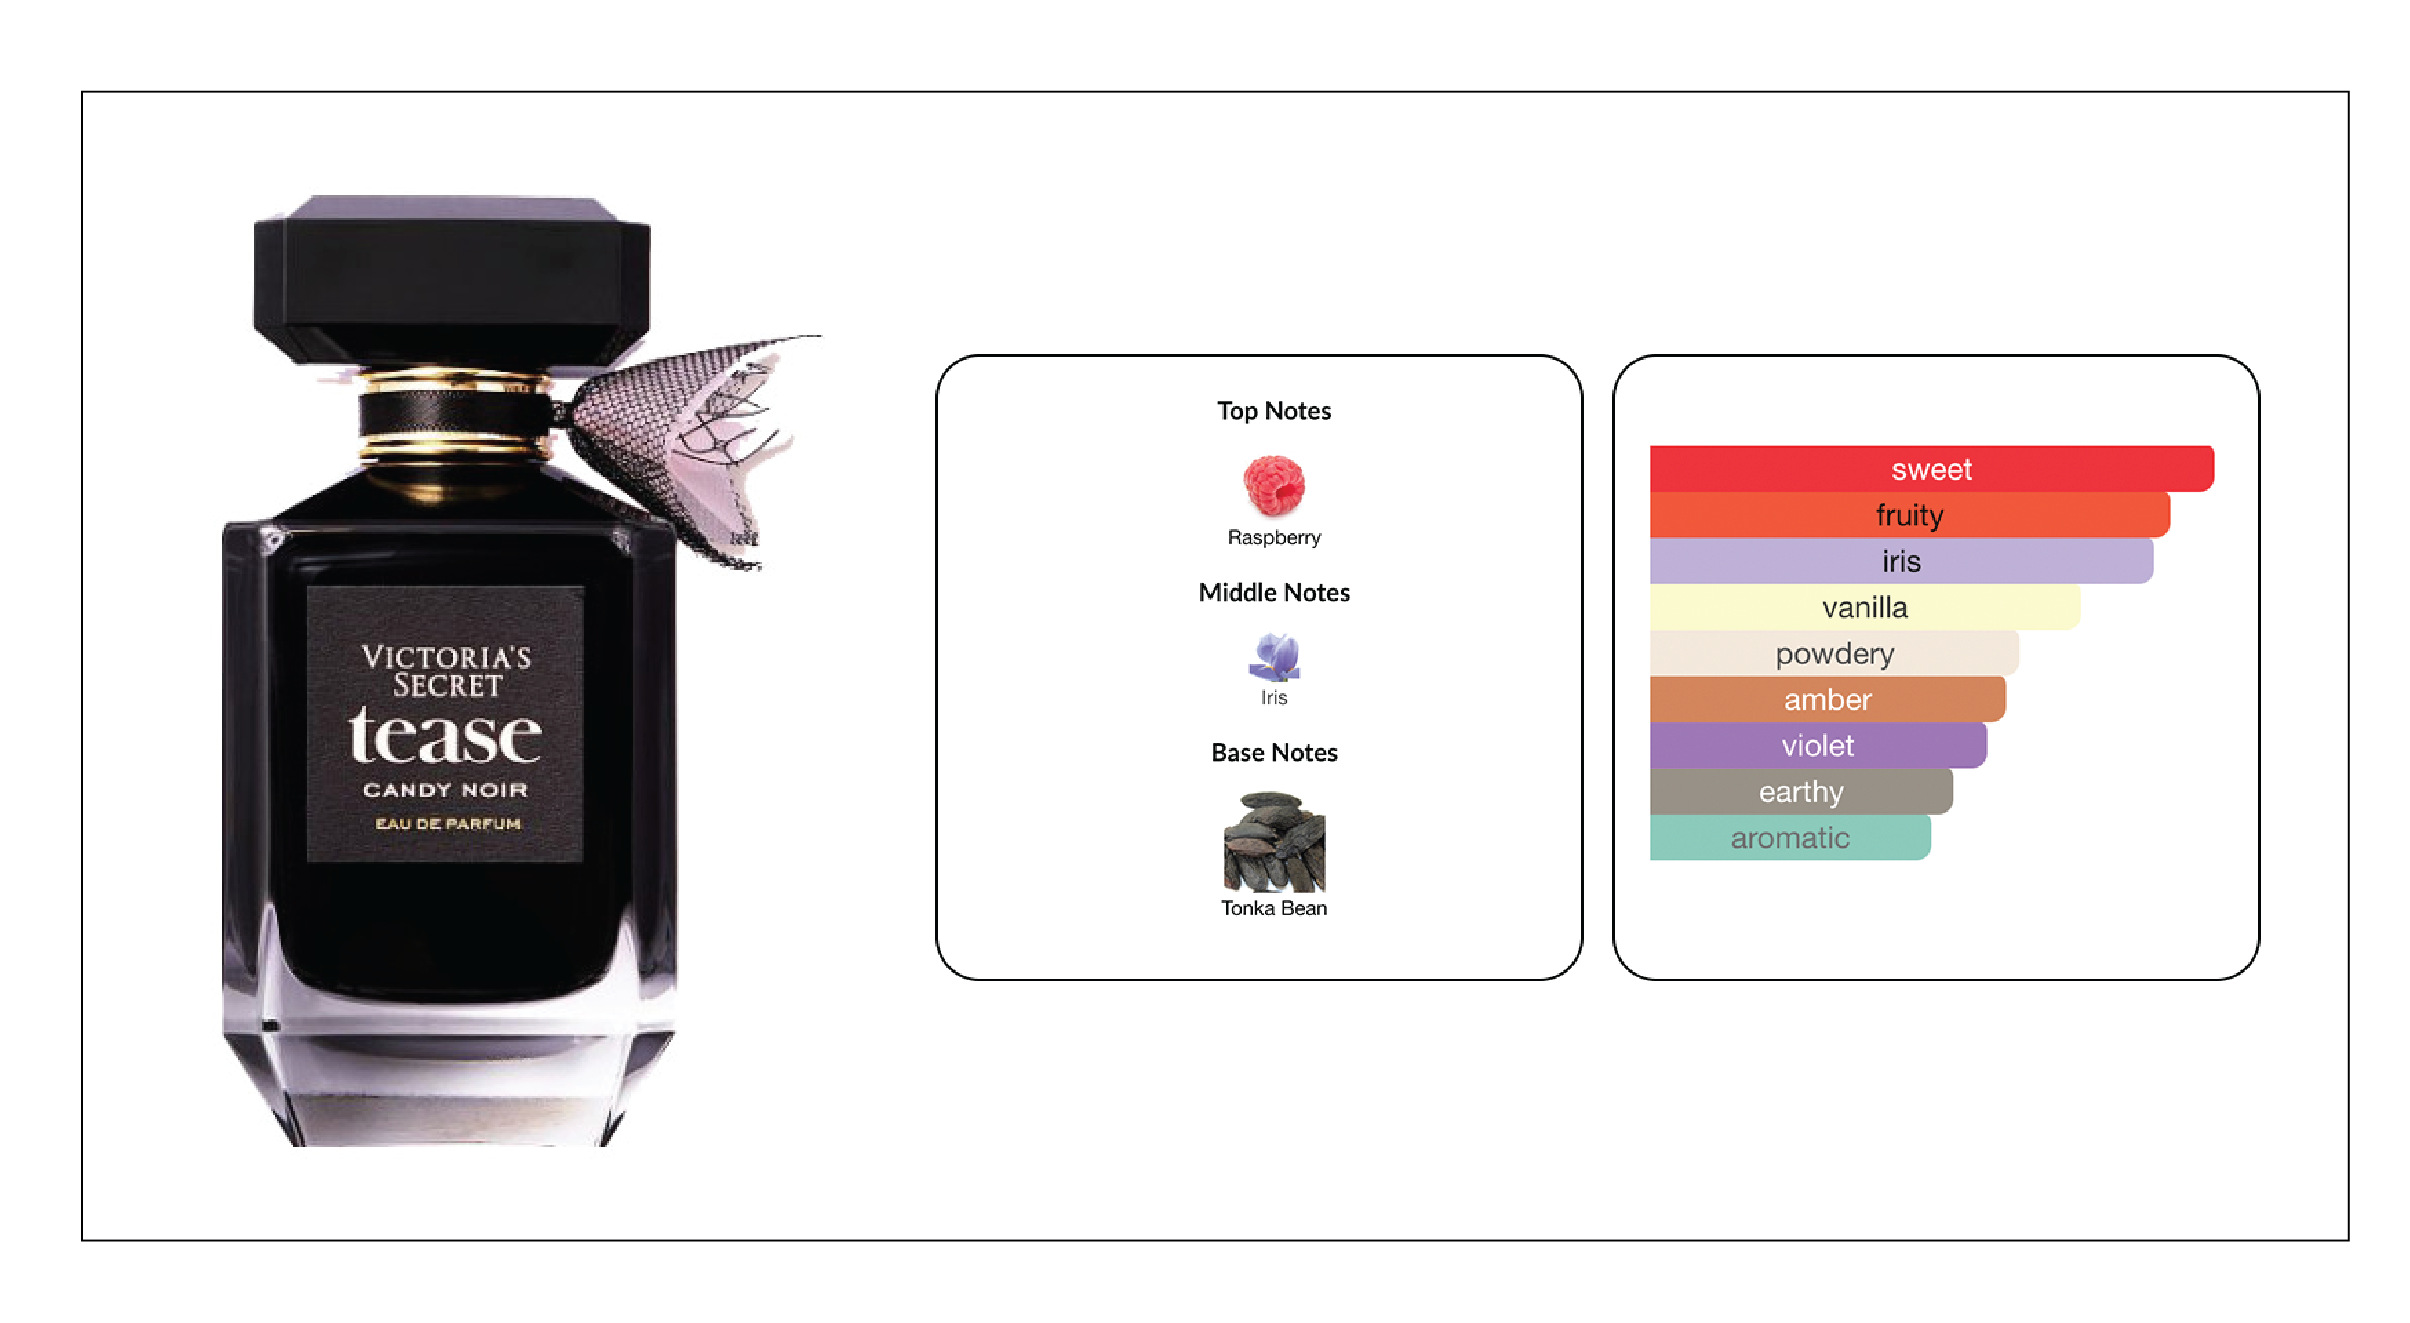 VICTORIA'S
SECRET
tease
CANDY NOIR
EAU DE PARFUM
Top Notes
Raspberry
Middle Notes
Iris
Base Notes
Tonka Bean
sweet
fruity
iris
vanilla
powdery
amber
violet
earthy
aromatic